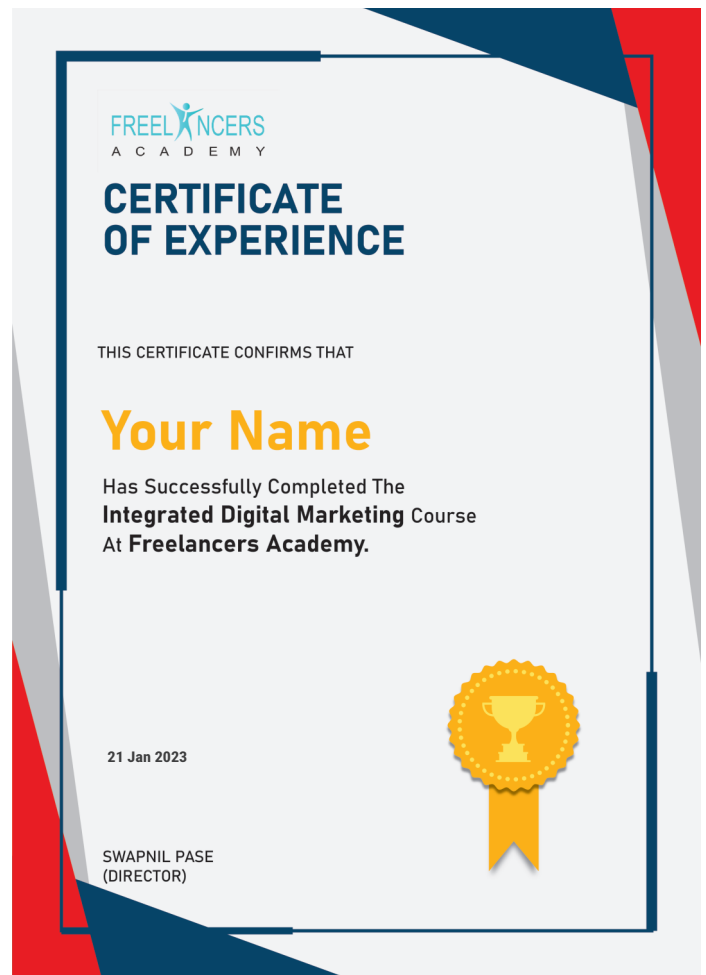 FREELANCERS
ACADEMY
CERTIFICATE
OF EXPERIENCE
THIS CERTIFICATE CONFIRMS THAT
Your Name
Has Successfully Completed The
Integrated Digital Marketing Course
At Freelancers Academy.
21 Jan 2023
SWAPNIL PASE
(DIRECTOR)